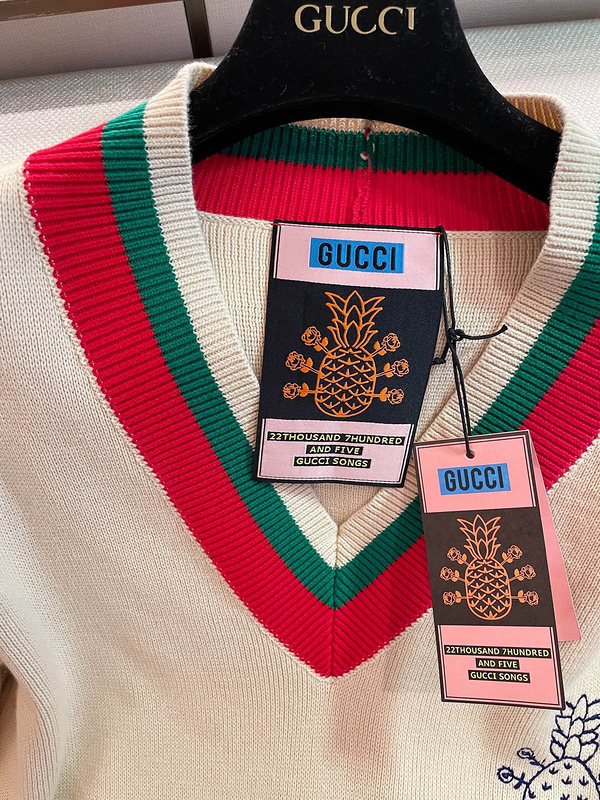 GUCCI
GUCCI
22THOUSAND 7HUNDRED
AND FIVE
GUCCI SONGS
GUCCI
22THOUSAND 7HUNDRED
AND FIVE
GUCCI SONGS